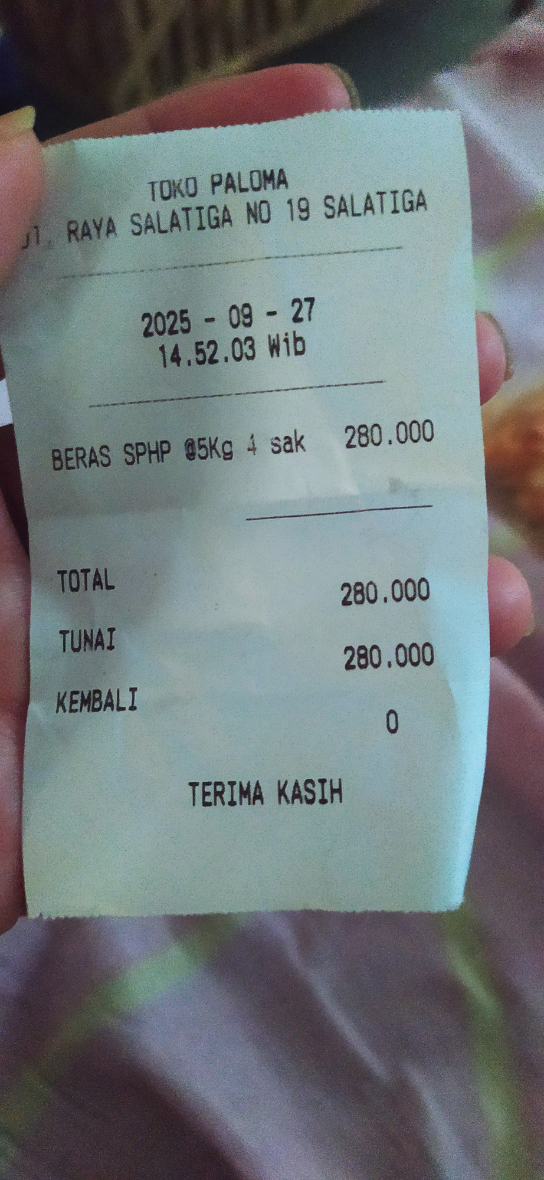 TOKO PALOMA
Jl. RAYA SALATIGA NO 19 SALATIGA
2025 - 09 - 27
14.52.03 Wib
BERAS SPHP @5Kg 4 sak 280.000
TOTAL 280.000
TUNAI 280.000
KEMBALI 0
TERIMA KASIH